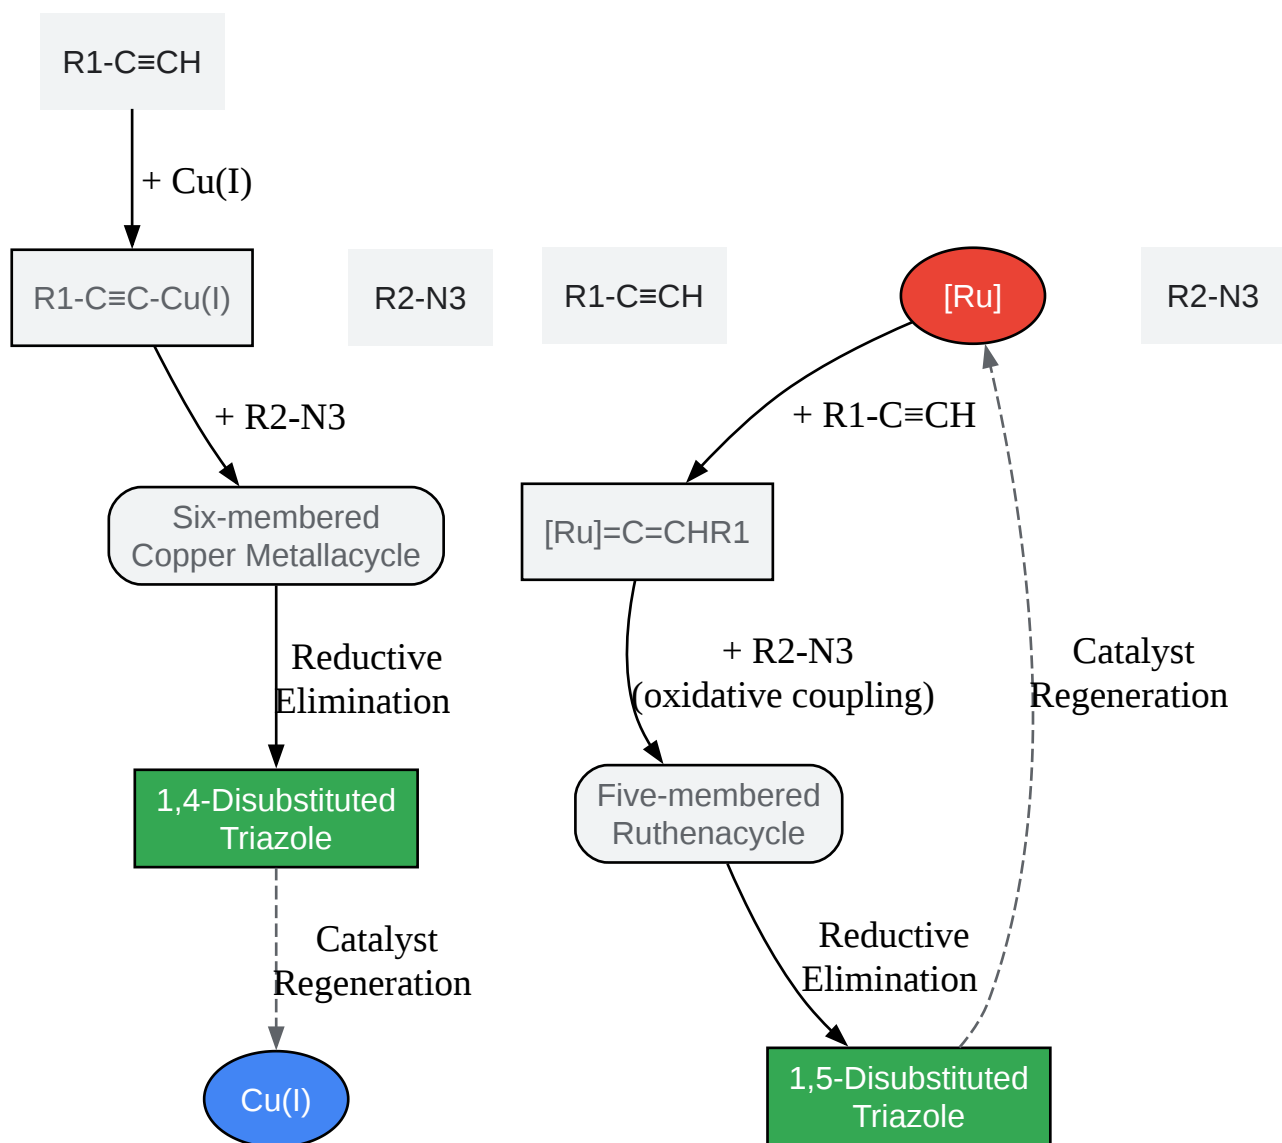 R1-C≡CH
+ Cu(I)
R1-C≡C-Cu(I)
R2-N3
+ R2-N3
Six-membered
Copper Metallacycle
Reductive
Elimination
1,4-Disubstituted
Triazole
Catalyst
Regeneration
Cu(I)
R1-C≡CH
[Ru]
R2-N3
+ R1-C≡CH
[Ru]=C=CHR1
+ R2-N3
(oxidative coupling)
Catalyst
Regeneration
Five-membered
Ruthenacycle
Reductive
Elimination
1,5-Disubstituted
Triazole